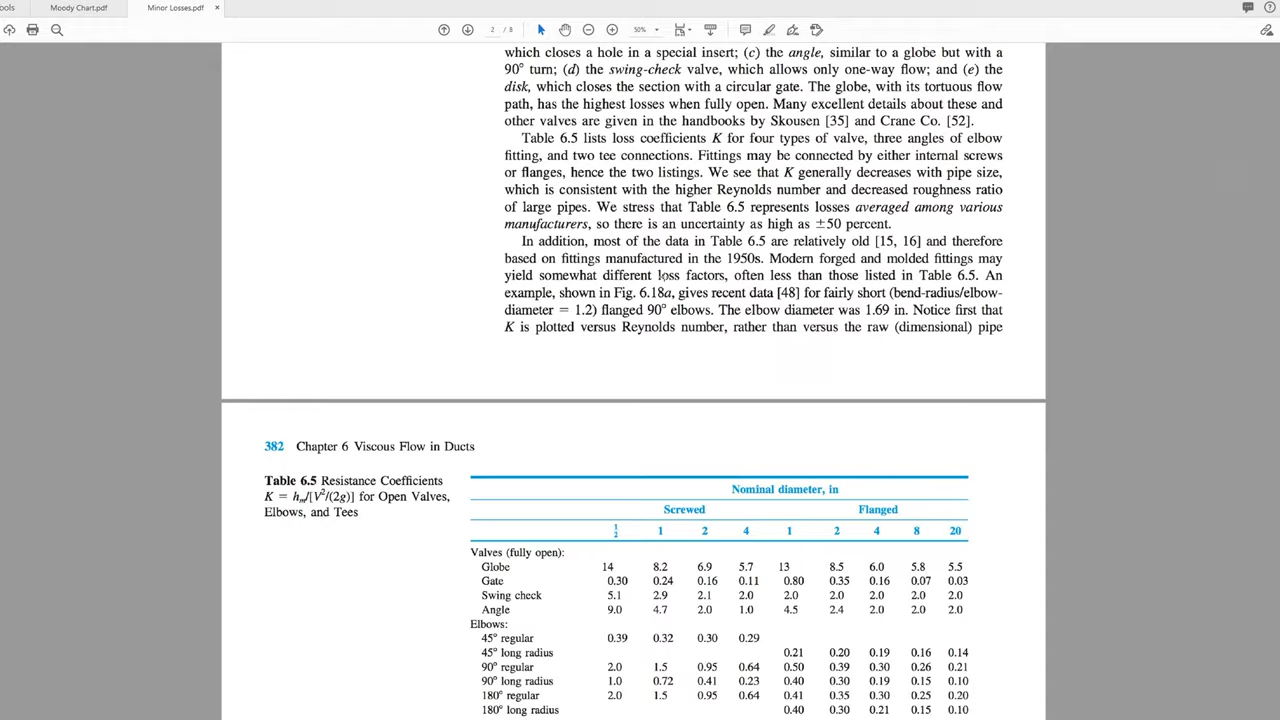 ools
Moody Chart.pdf
Minor Losses.pdf ×
2 / 8
50%
which closes a hole in a special insert; (c) the angle, similar to a globe but with a
90° turn; (d) the swing-check valve, which allows only one-way flow; and (e) the
disk, which closes the section with a circular gate. The globe, with its tortuous flow
path, has the highest losses when fully open. Many excellent details about these and
other valves are given in the handbooks by Skousen [35] and Crane Co. [52].
Table 6.5 lists loss coefficients K for four types of valve, three angles of elbow
fitting, and two tee connections. Fittings may be connected by either internal screws
or flanges, hence the two listings. We see that K generally decreases with pipe size,
which is consistent with the higher Reynolds number and decreased roughness ratio
of large pipes. We stress that Table 6.5 represents losses averaged among various
manufacturers, so there is an uncertainty as high as ±50 percent.
In addition, most of the data in Table 6.5 are relatively old [15, 16] and therefore
based on fittings manufactured in the 1950s. Modern forged and molded fittings may
yield somewhat different loss factors, often less than those listed in Table 6.5. An
example, shown in Fig. 6.18a, gives recent data [48] for fairly short (bend-radius/elbow-
diameter = 1.2) flanged 90° elbows. The elbow diameter was 1.69 in. Notice first that
K is plotted versus Reynolds number, rather than versus the raw (dimensional) pipe
382 Chapter 6 Viscous Flow in Ducts
Table 6.5 Resistance Coefficients
K = hm/[V²/(2g)] for Open Valves,
Elbows, and Tees
Nominal diameter, in
Screwed Flanged
1/2 1 2 4 1 2 4 8 20
Valves (fully open):
Globe 14 8.2 6.9 5.7 13 8.5 6.0 5.8 5.5
Gate 0.30 0.24 0.16 0.11 0.80 0.35 0.16 0.07 0.03
Swing check 5.1 2.9 2.1 2.0 2.0 2.0 2.0 2.0 2.0
Angle 9.0 4.7 2.0 1.0 4.5 2.4 2.0 2.0 2.0
Elbows:
45° regular 0.39 0.32 0.30 0.29
45° long radius 0.21 0.20 0.19 0.16 0.14
90° regular 2.0 1.5 0.95 0.64 0.50 0.39 0.30 0.26 0.21
90° long radius 1.0 0.72 0.41 0.23 0.40 0.30 0.19 0.15 0.10
180° regular 2.0 1.5 0.95 0.64 0.41 0.35 0.30 0.25 0.20
180° long radius 0.40 0.30 0.21 0.15 0.10